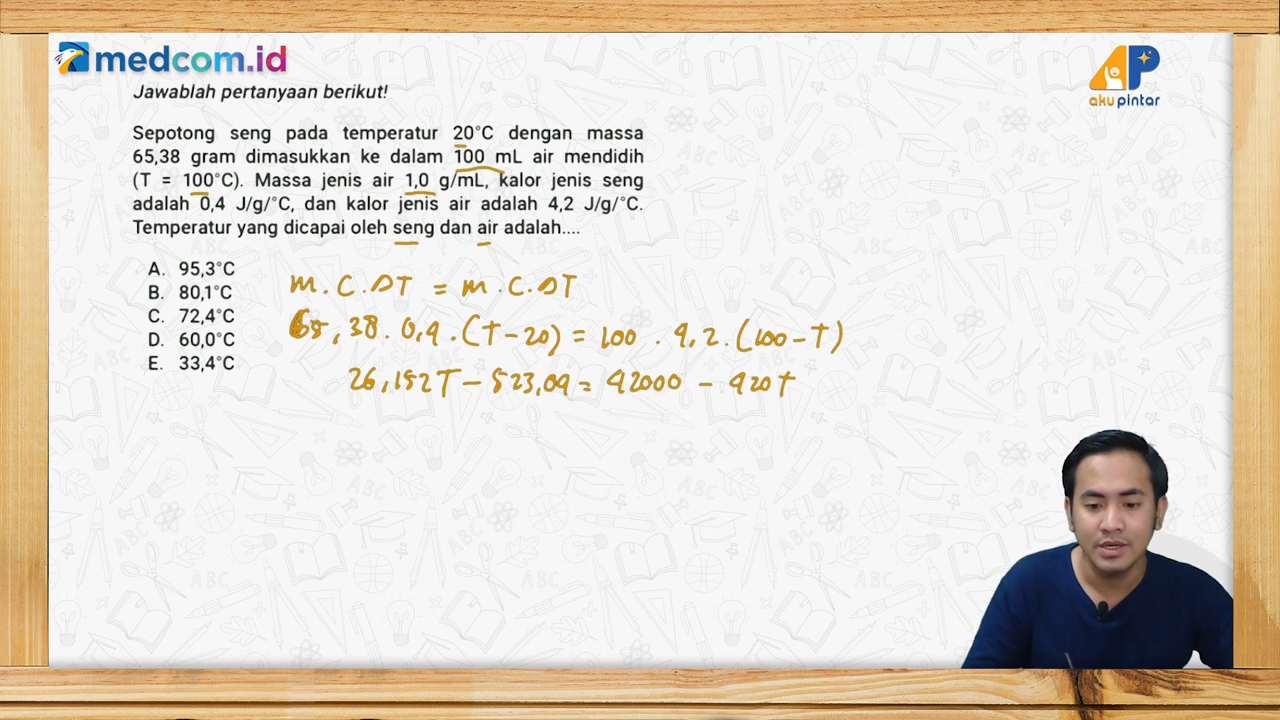 medcom.id
aku pintar
Jawablah pertanyaan berikut!
Sepotong seng pada temperatur 20°C dengan massa
65,38 gram dimasukkan ke dalam 100 mL air mendidih
(T = 100°C). Massa jenis air 1,0 g/mL, kalor jenis seng
adalah 0,4 J/g/°C, dan kalor jenis air adalah 4,2 J/g/°C.
Temperatur yang dicapai oleh seng dan air adalah....
A. 95,3°C
B. 80,1°C
C. 72,4°C
D. 60,0°C
E. 33,4°C
m.C.ΔT = m.C.ΔT
65,38.0,4.(T-20) = 100.4,2.(100-T)
26,152T - 523,04 = 42000 - 420T